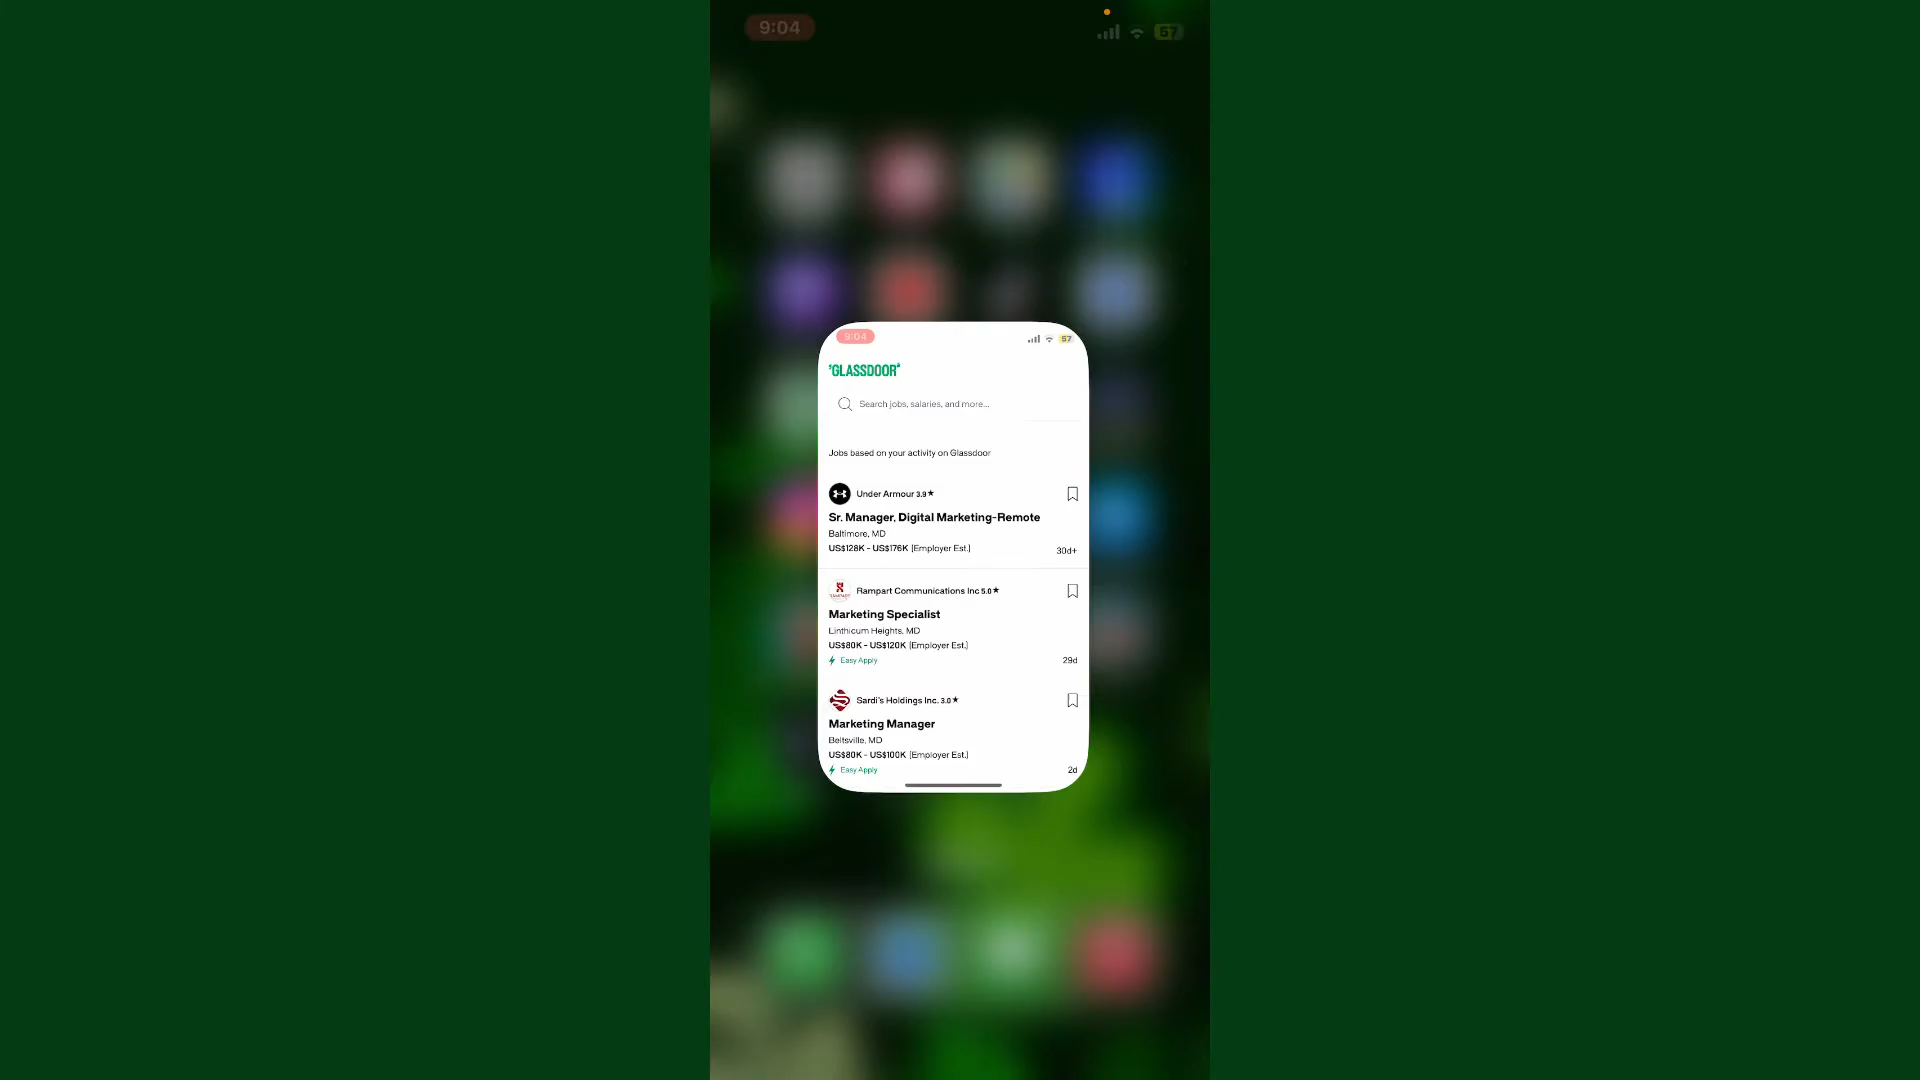 9:04
67
9:04
57
GLASSDOOR
Search jobs, salaries, and more...
Jobs based on your activity on Glassdoor
Under Armour 3.9★
Sr. Manager, Digital Marketing-Remote
Baltimore, MD
US$128K - US$176K (Employer Est.)
30d+
RAMPART
Rampart Communications Inc 5.0★
Marketing Specialist
Linthicum Heights, MD
US$80K - US$120K (Employer Est.)
Easy Apply
29d
Sardi's Holdings Inc. 3.0★
Marketing Manager
Beltsville, MD
US$80K - US$100K (Employer Est.)
Easy Apply
2d